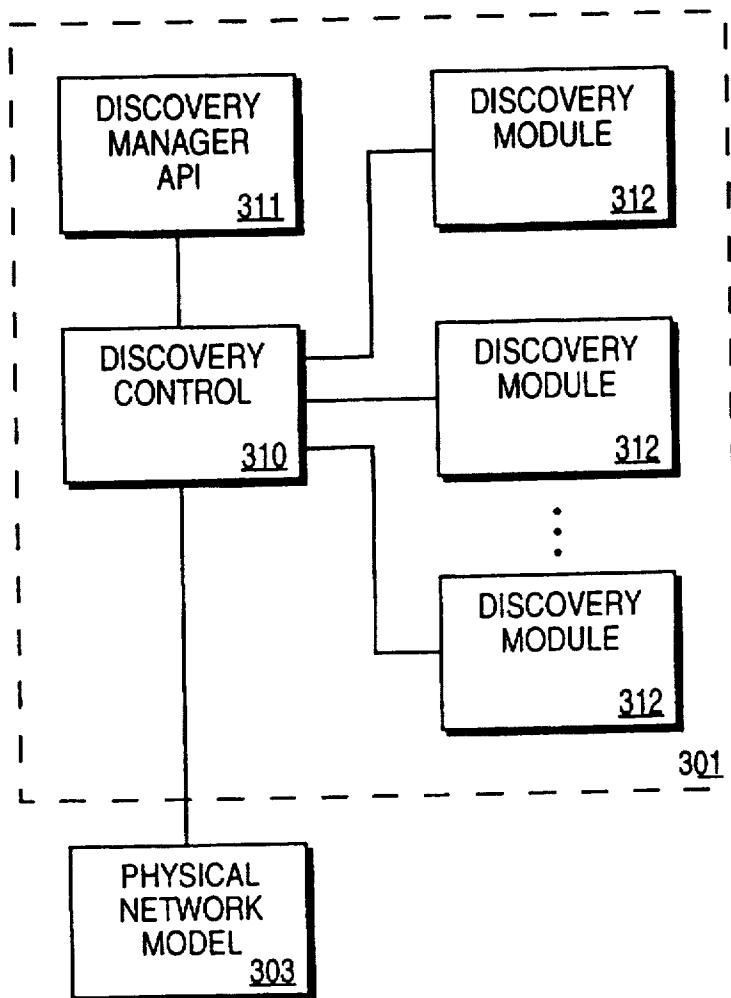 DISCOVERY
MANAGER
API
311
DISCOVERY
MODULE
312
DISCOVERY
CONTROL
310
DISCOVERY
MODULE
312
DISCOVERY
MODULE
312
301
PHYSICAL
NETWORK
MODEL
303